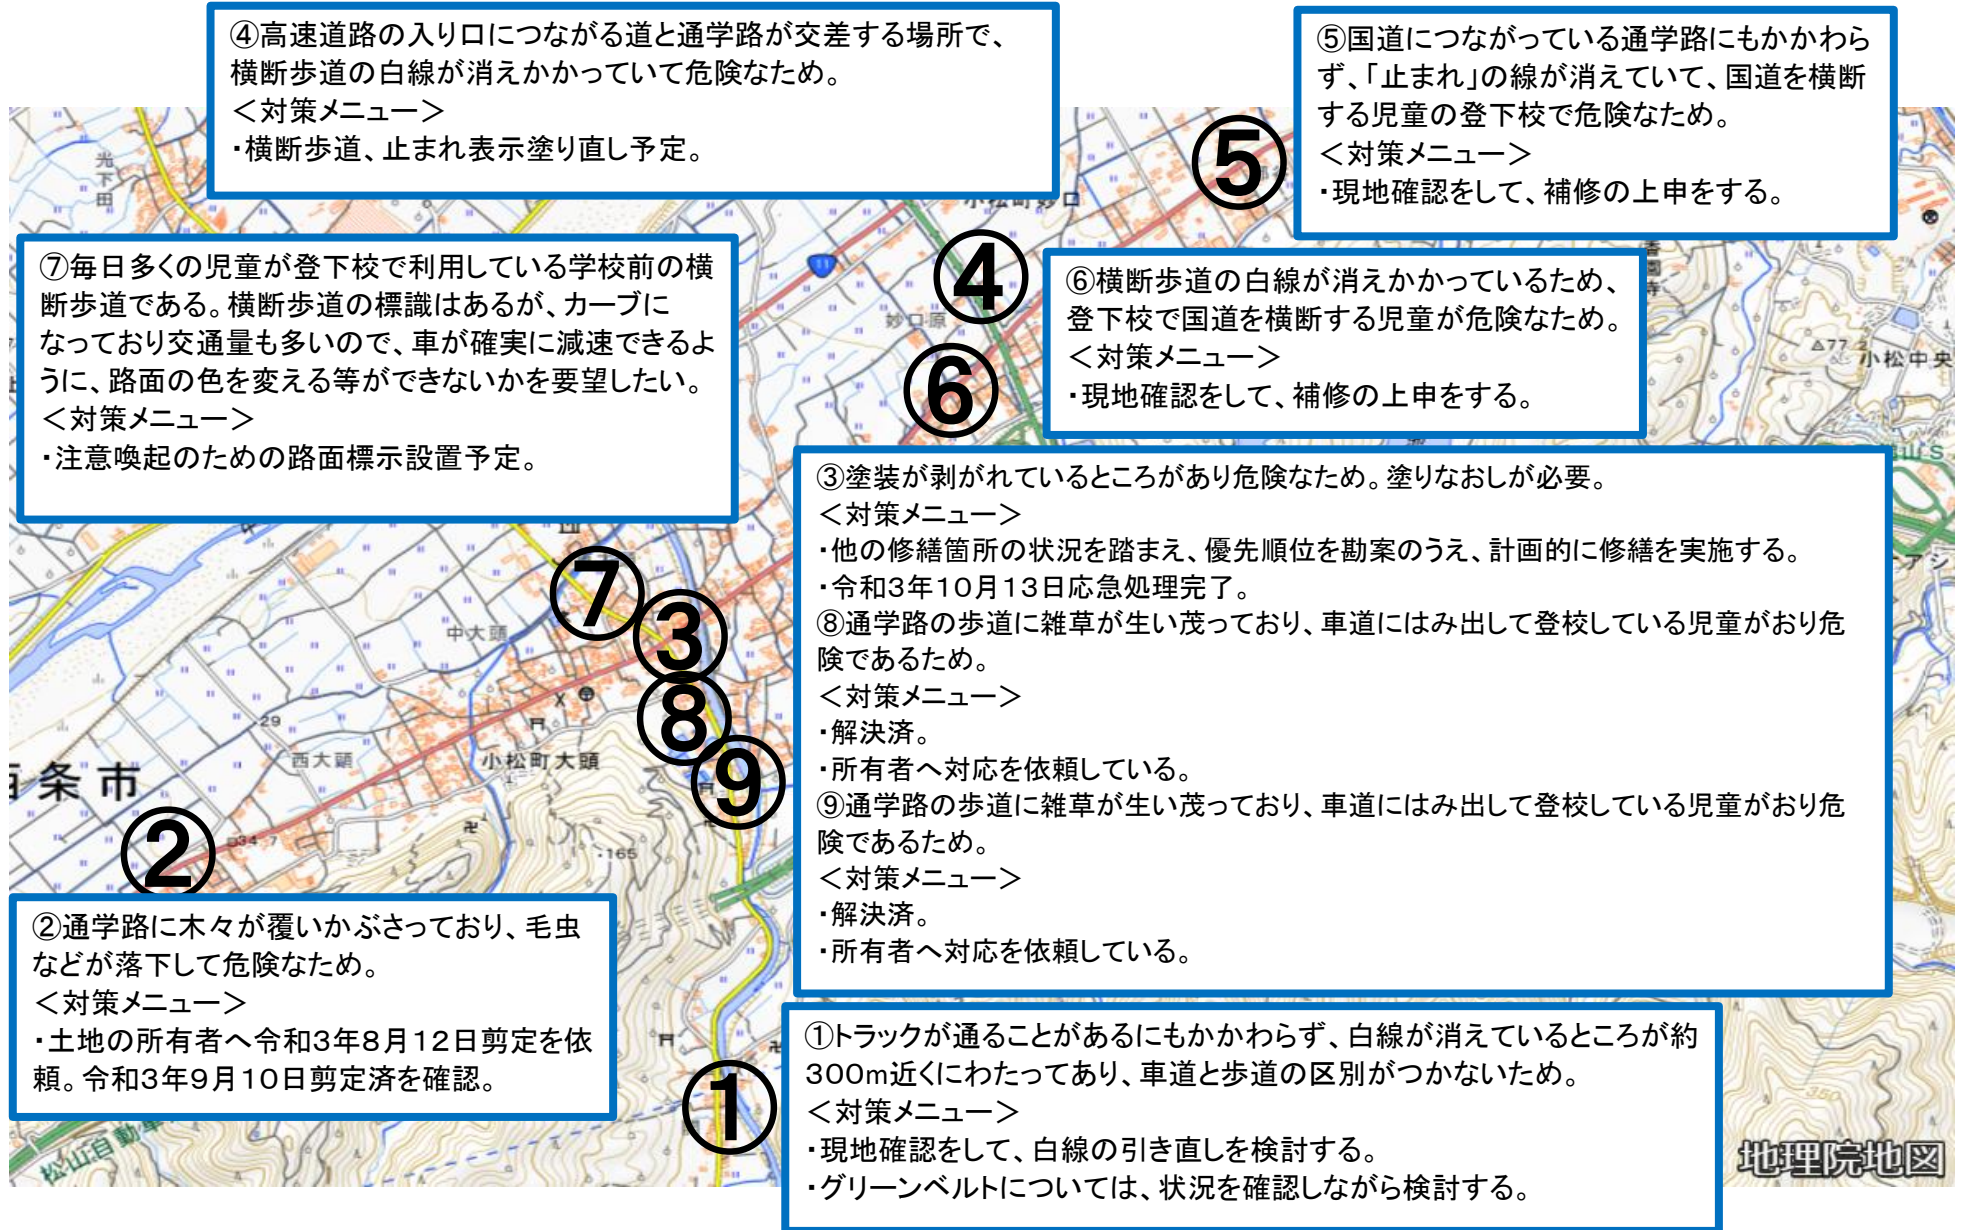 ④高速道路の入り口につながる道と通学路が交差する場所で、
横断歩道の白線が消えかかっていて危険なため。
＜対策メニュー＞
・横断歩道、止まれ表示塗り直し予定。
⑤国道につながっている通学路にもかかわら
ず、「止まれ」の線が消えていて、国道を横断
する児童の登下校で危険なため。
＜対策メニュー＞
・現地確認をして、補修の上申をする。
光下田
⑤
⑦毎日多くの児童が登下校で利用している学校前の横
断歩道である。横断歩道の標識はあるが、カーブに
なっており交通量も多いので、車が確実に減速できるよ
うに、路面の色を変える等ができないかを要望したい。
＜対策メニュー＞
・注意喚起のための路面標示設置予定。
11
④
妙口原
⑥
⑥横断歩道の白線が消えかかっているため、
登下校で国道を横断する児童が危険なため。
＜対策メニュー＞
・現地確認をして、補修の上申をする。
77
小松中央
③塗装が剥がれているところがあり危険なため。塗りなおしが必要。
＜対策メニュー＞
・他の修繕箇所の状況を踏まえ、優先順位を勘案のうえ、計画的に修繕を実施する。
・令和3年10月13日応急処理完了。
⑧通学路の歩道に雑草が生い茂っており、車道にはみ出して登校している児童がおり危
険であるため。
＜対策メニュー＞
・解決済。
・所有者へ対応を依頼している。
⑨通学路の歩道に雑草が生い茂っており、車道にはみ出して登校している児童がおり危
険であるため。
＜対策メニュー＞
・解決済。
・所有者へ対応を依頼している。
⑦
③
中大頭
⑧
29
西大頭
小松町大頭
⑨
条市
②
165
②通学路に木々が覆いかぶさっており、毛虫
などが落下して危険なため。
＜対策メニュー＞
・土地の所有者へ令和3年8月12日剪定を依
頼。令和3年9月10日剪定済を確認。
①
①トラックが通ることがあるにもかかわらず、白線が消えているところが約
300m近くにわたってあり、車道と歩道の区別がつかないため。
＜対策メニュー＞
・現地確認をして、白線の引き直しを検討する。
・グリーンベルトについては、状況を確認しながら検討する。
松山自動車
350
地理院地図